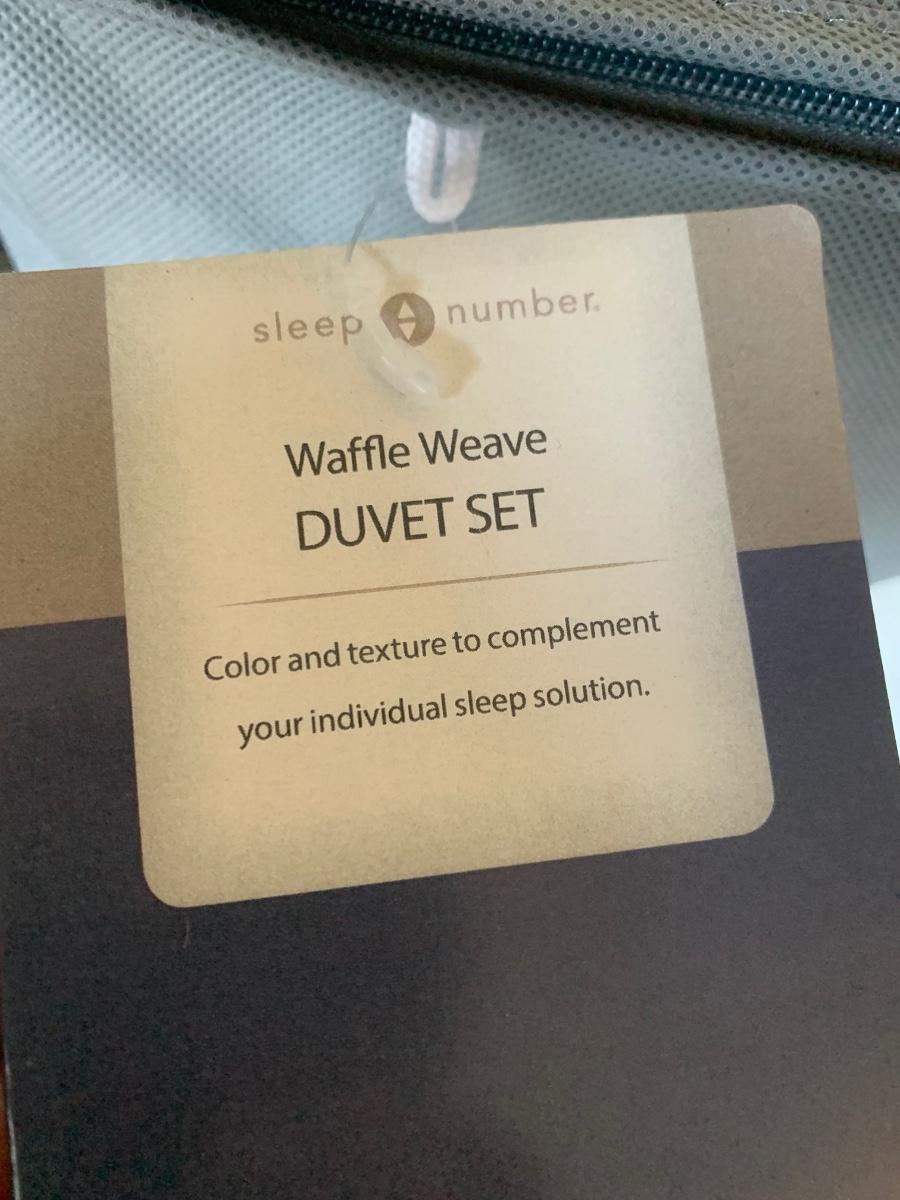 sleep number®
Waffle Weave
DUVET SET
Color and texture to complement
your individual sleep solution.